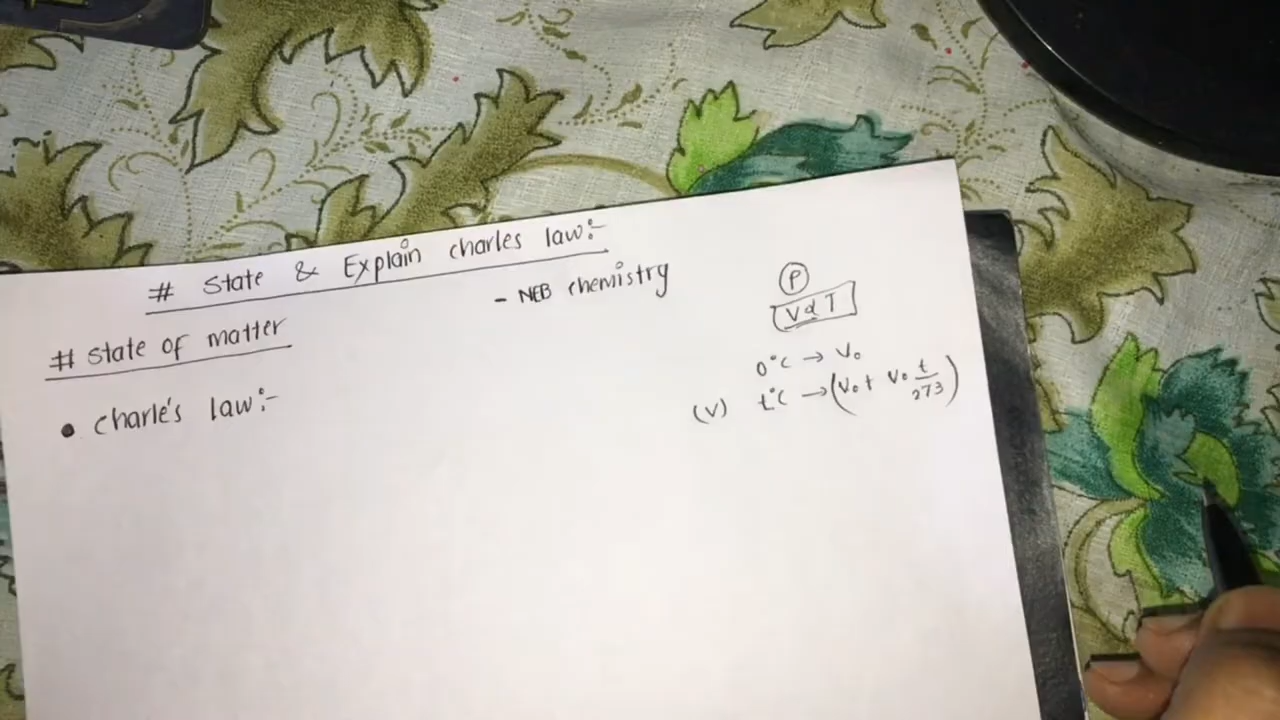 # State & Explain charles law:-
- NEB chemistry
# State of matter
• Charle's law:-
P
V α T
0°C → V₀
(V) t°C → (V₀ + V₀ t/273)